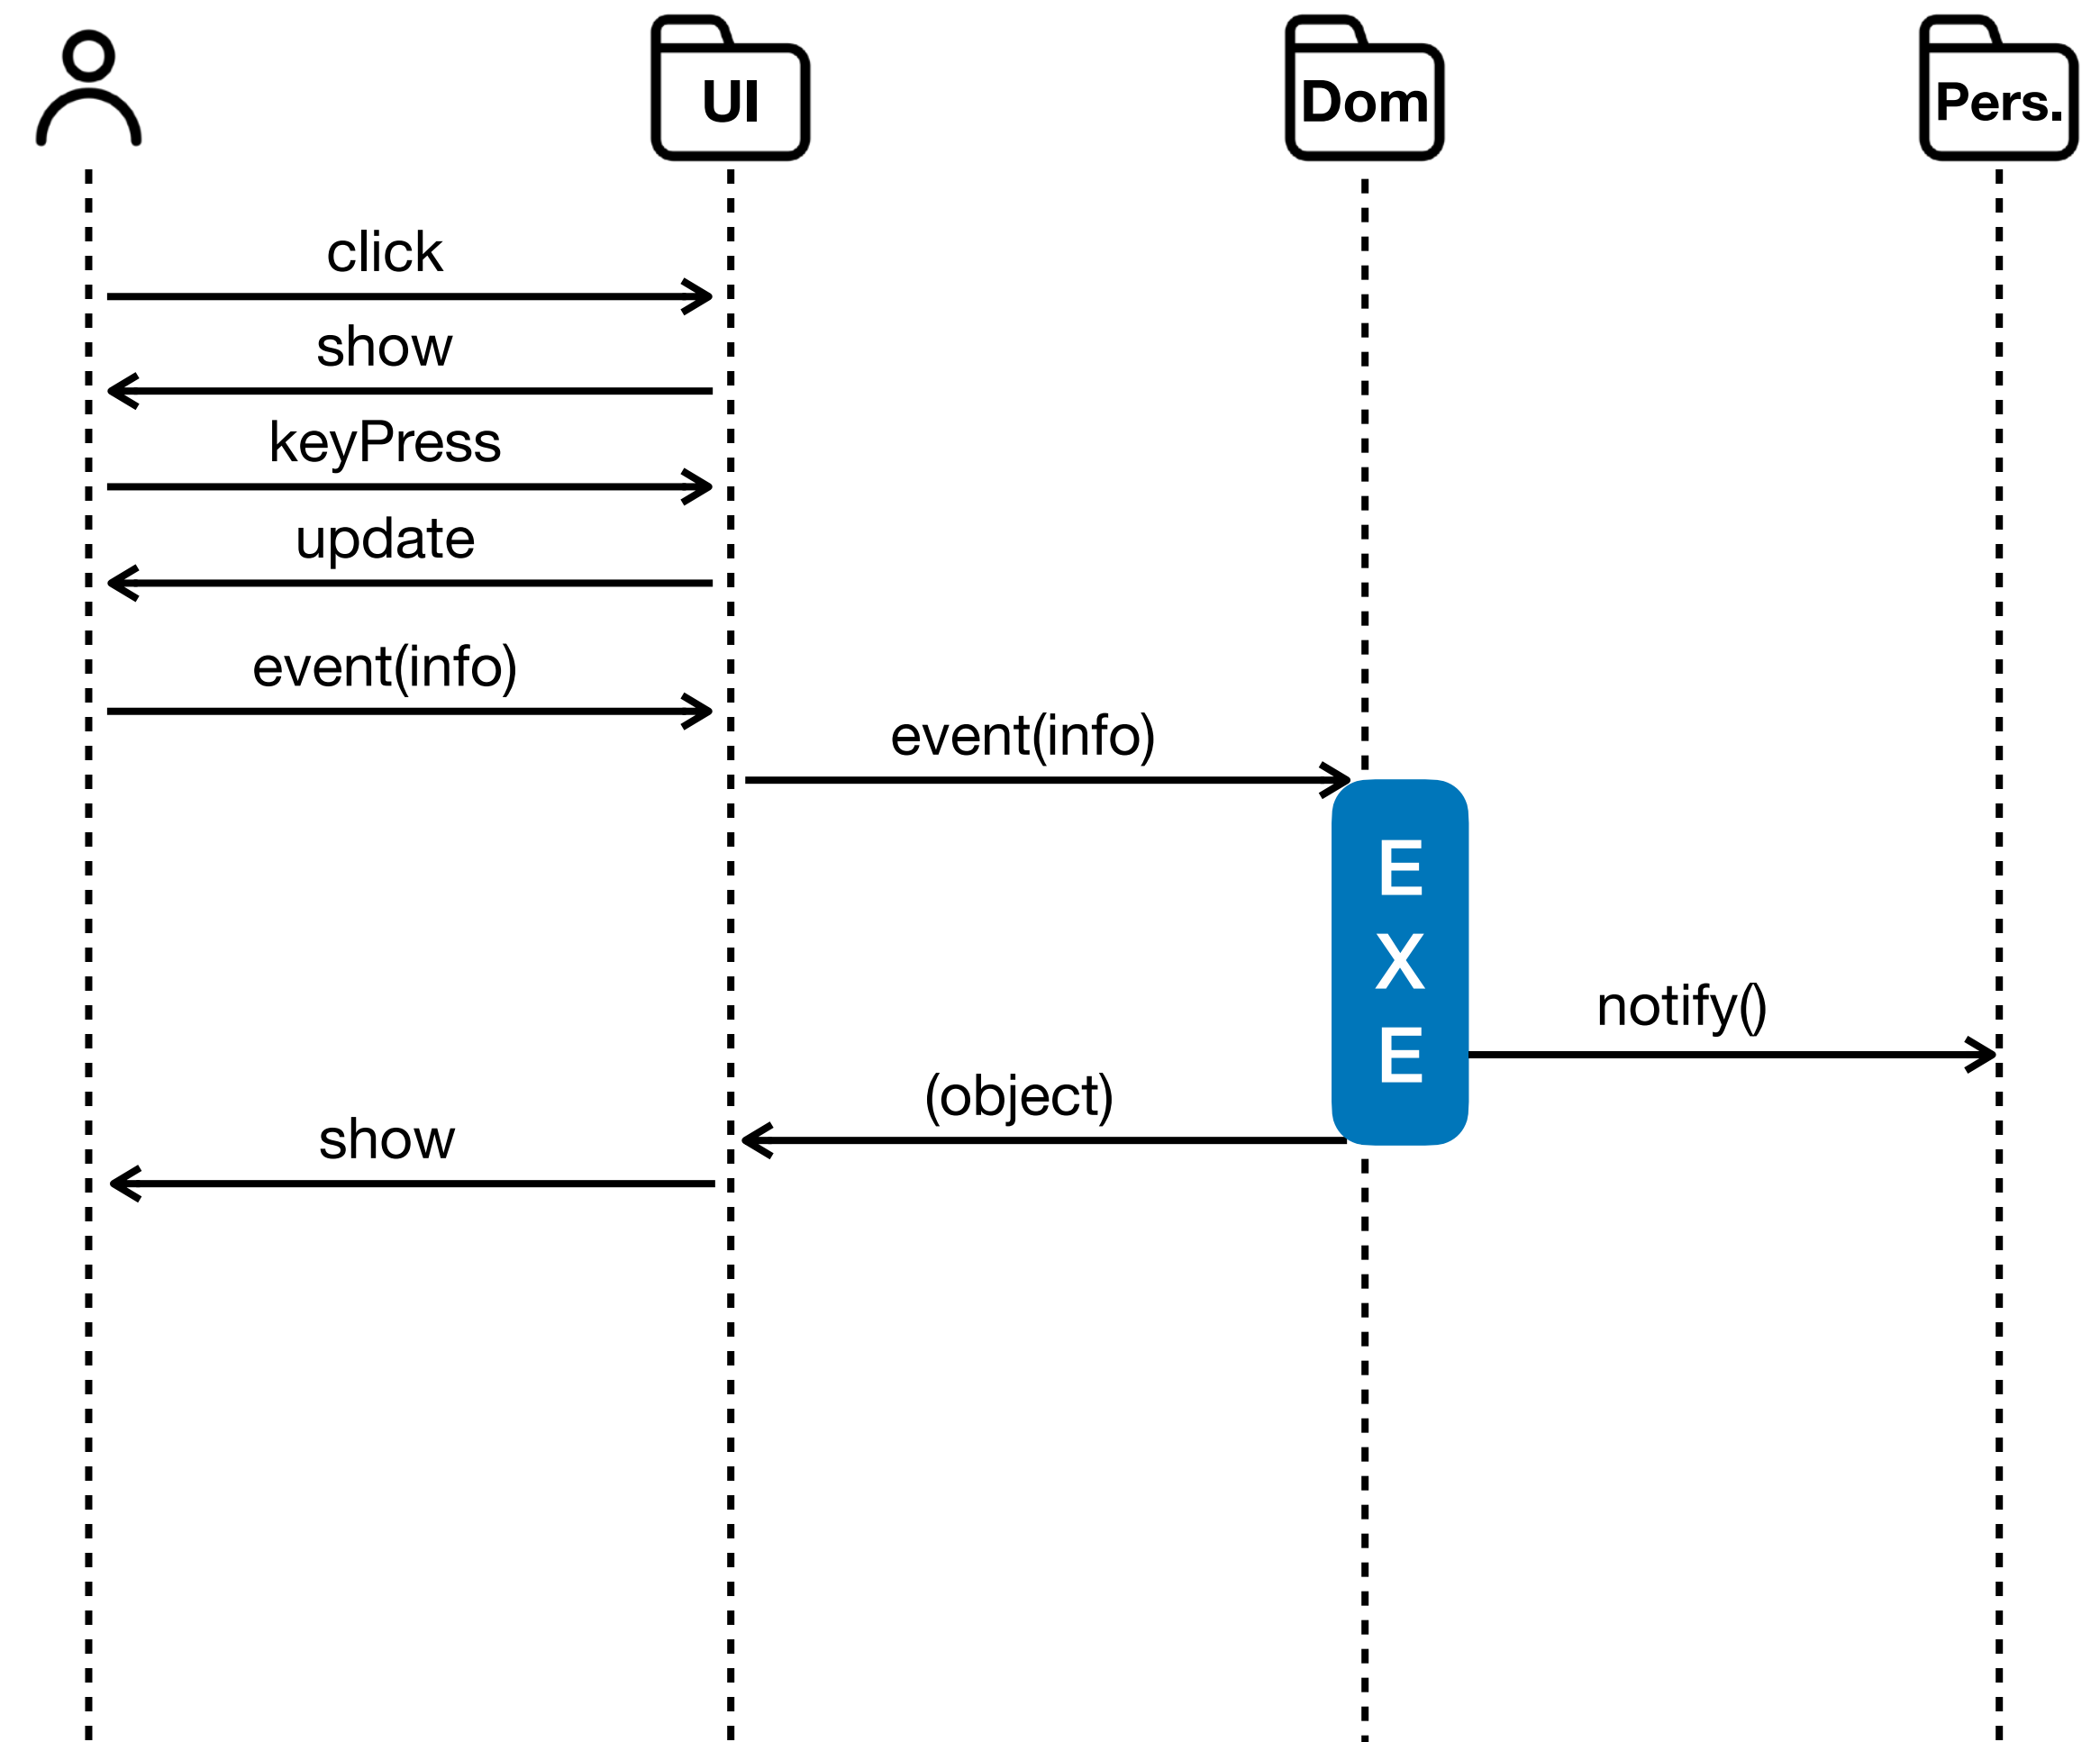 UI
Dom
Pers.
click
show
keyPress
update
event(info)
event(info)
E
X
E
notify()
(object)
show